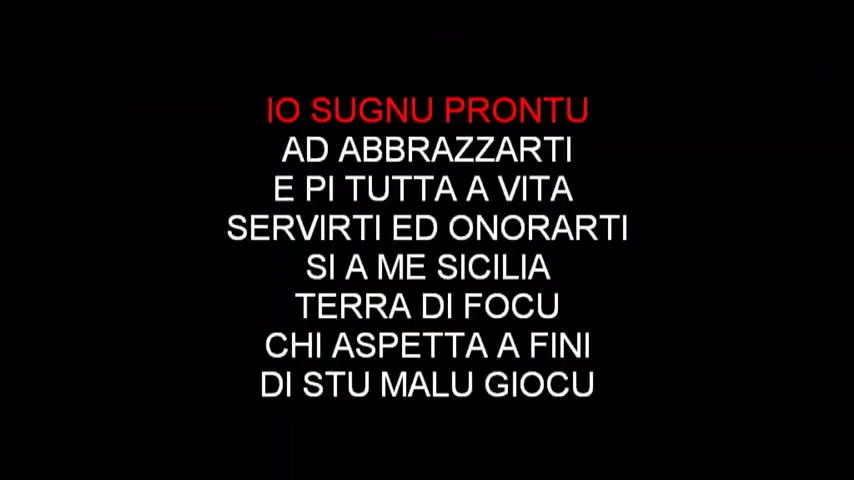 IO SUGNU PRONTU
AD ABBRAZZARTI
E PI TUTTA A VITA
SERVIRTI ED ONORARTI
SI A ME SICILIA
TERRA DI FOCU
CHI ASPETTA A FINI
DI STU MALU GIOCU